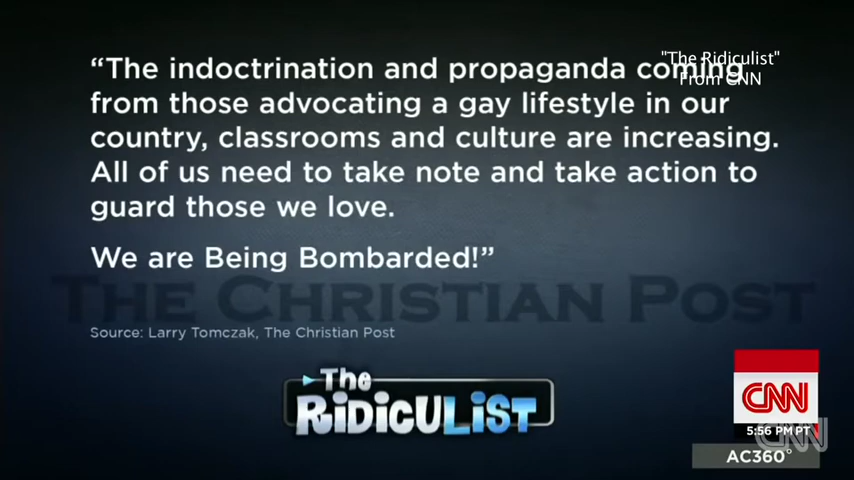 "The Ridiculist"
From CNN
“The indoctrination and propaganda coming
from those advocating a gay lifestyle in our
country, classrooms and culture are increasing.
All of us need to take note and take action to
guard those we love.
We are Being Bombarded!”
THE CHRISTIAN POST
Source: Larry Tomczak, The Christian Post
The
RiDiCULiST
CNN
5:56 PM PT
CNN
AC360°